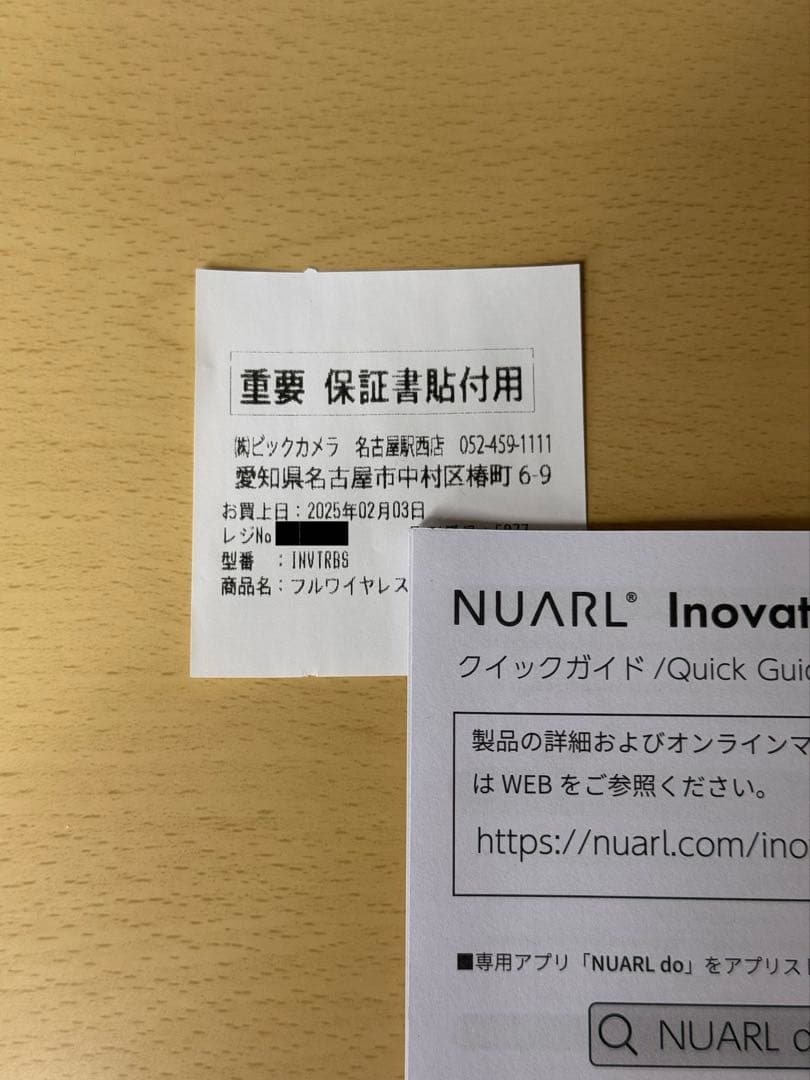 重要 保証書貼付用
㈱ビックカメラ 名古屋駅西店 052-459-1111
愛知県名古屋市中村区椿町 6-9
お買上日:2025年02月03日
レジNo
型番 :INVTRBS
商品名:フルワイヤレス
NUARL® Inovat
クイックガイド/Quick Guid
製品の詳細およびオンラインマ
は WEB をご参照ください。
https://nuarl.com/ino
■専用アプリ「NUARL do」をアプリスト
NUARL d